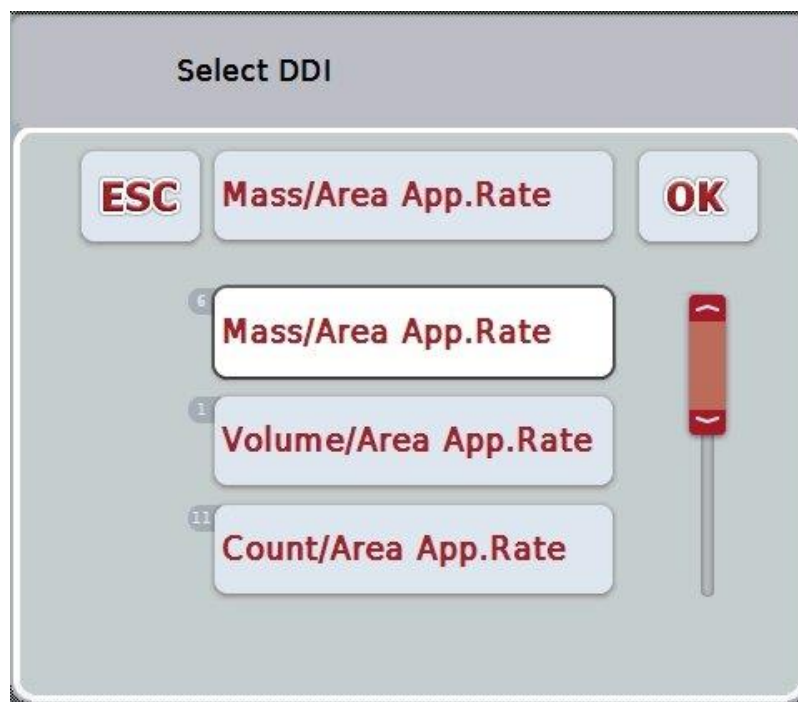 Select DDI
ESC Mass/Area App.Rate OK
6
Mass/Area App.Rate
1
Volume/Area App.Rate
11
Count/Area App.Rate